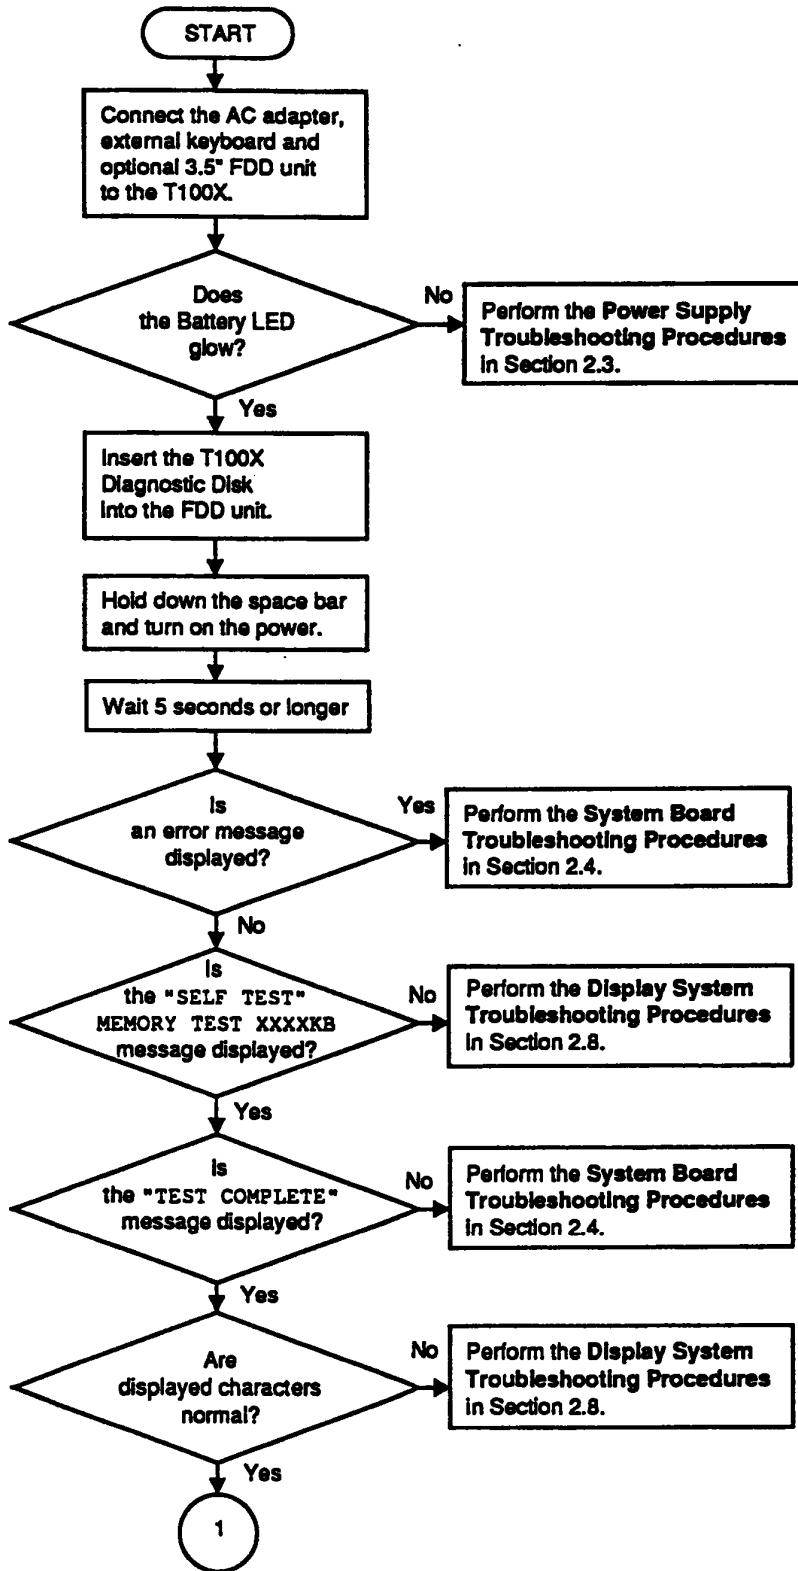 START
Connect the AC adapter,
external keyboard and
optional 3.5" FDD unit
to the T100X.
Does
the Battery LED
glow?
No
Perform the Power Supply
Troubleshooting Procedures
in Section 2.3.
Yes
Insert the T100X
Diagnostic Disk
into the FDD unit.
Hold down the space bar
and turn on the power.
Wait 5 seconds or longer
Is
an error message
displayed?
Yes
Perform the System Board
Troubleshooting Procedures
in Section 2.4.
No
Is
the "SELF TEST"
MEMORY TEST XXXXKB
message displayed?
No
Perform the Display System
Troubleshooting Procedures
in Section 2.8.
Yes
Is
the "TEST COMPLETE"
message displayed?
No
Perform the System Board
Troubleshooting Procedures
in Section 2.4.
Yes
Are
displayed characters
normal?
No
Perform the Display System
Troubleshooting Procedures
in Section 2.8.
Yes
1